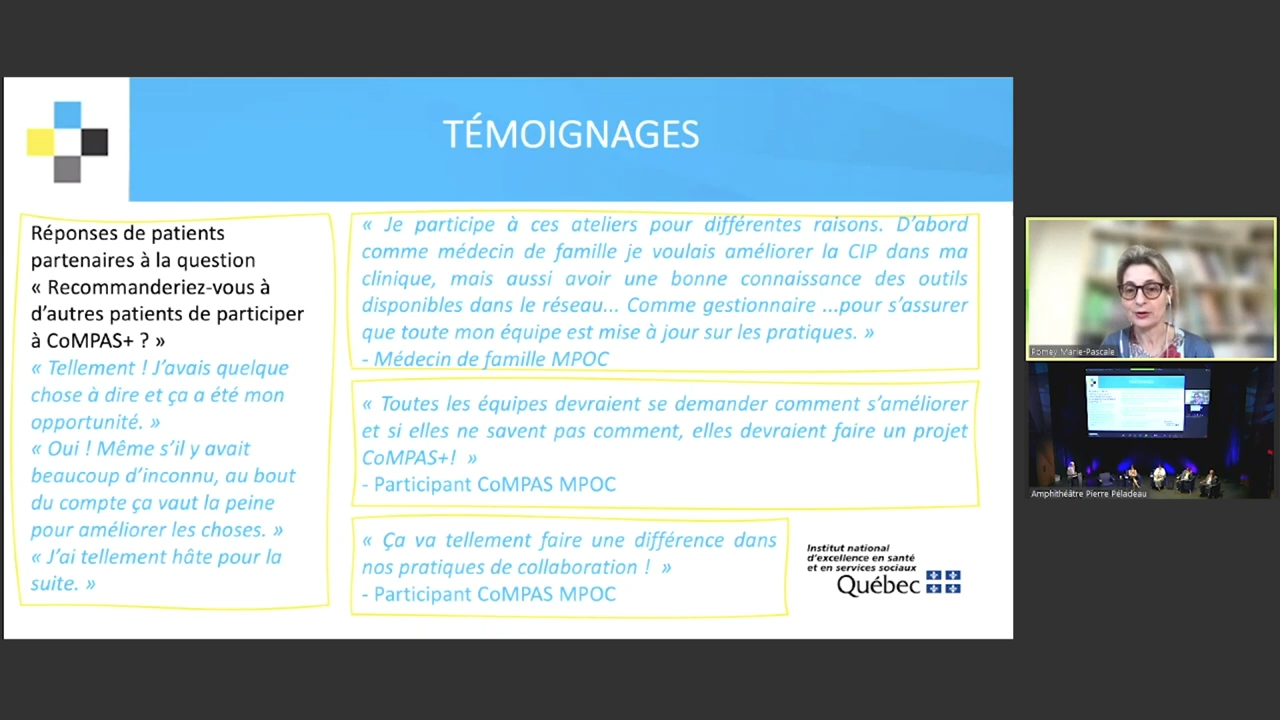 TÉMOIGNAGES
Réponses de patients
partenaires à la question
« Recommanderiez-vous à
d’autres patients de participer
à CoMPAS+ ? »
« Tellement ! J’avais quelque
chose à dire et ça a été mon
opportunité. »
« Oui ! Même s’il y avait
beaucoup d’inconnu, au bout
du compte ça vaut la peine
pour améliorer les choses. »
« J’ai tellement hâte pour la
suite. »
« Je participe à ces ateliers pour différentes raisons. D’abord
comme médecin de famille je voulais améliorer la CIP dans ma
clinique, mais aussi avoir une bonne connaissance des outils
disponibles dans le réseau... Comme gestionnaire ...pour s’assurer
que toute mon équipe est mise à jour sur les pratiques. »
- Médecin de famille MPOC
« Toutes les équipes devraient se demander comment s’améliorer
et si elles ne savent pas comment, elles devraient faire un projet
CoMPAS+! »
- Participant CoMPAS MPOC
« Ça va tellement faire une différence dans
nos pratiques de collaboration ! »
- Participant CoMPAS MPOC
Institut national
d’excellence en santé
et en services sociaux
Québec
Pomey Marie-Pascale
Amphithéâtre Pierre Péladeau